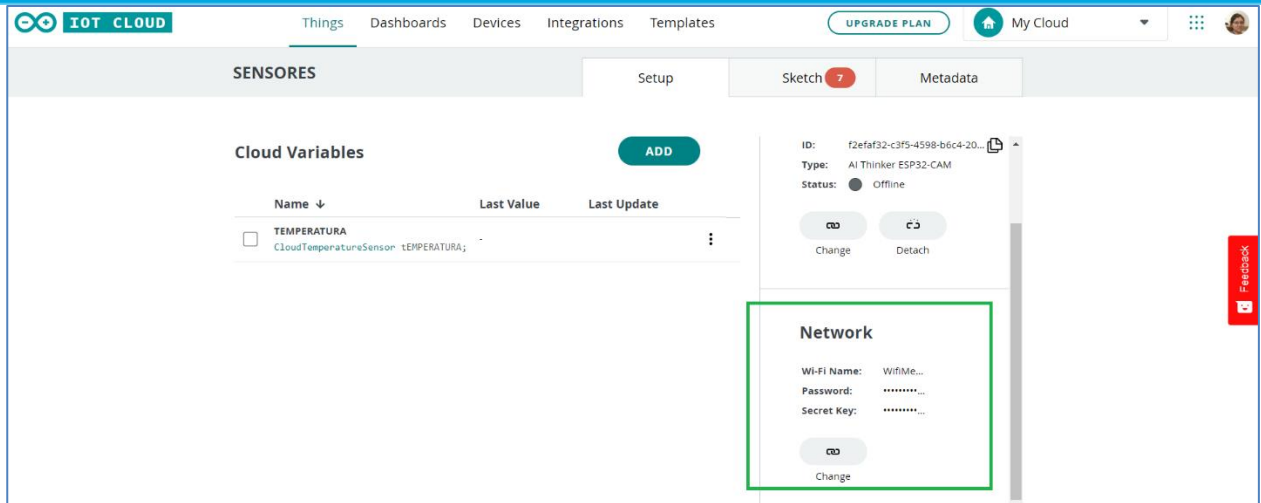 IOT CLOUD Things Dashboards Devices Integrations Templates UPGRADE PLAN My Cloud
SENSORES Setup Sketch 7 Metadata
Cloud Variables ADD
Name ↓ Last Value Last Update
TEMPERATURA
CloudTemperatureSensor tEMPERATURA; -
ID: f2efaf32-c3f5-4598-b6c4-20...
Type: AI Thinker ESP32-CAM
Status: Offline
Change Detach
Network
Wi-Fi Name: WifiMe...
Password: •••••••••...
Secret Key: •••••••••...
Change
Feedback